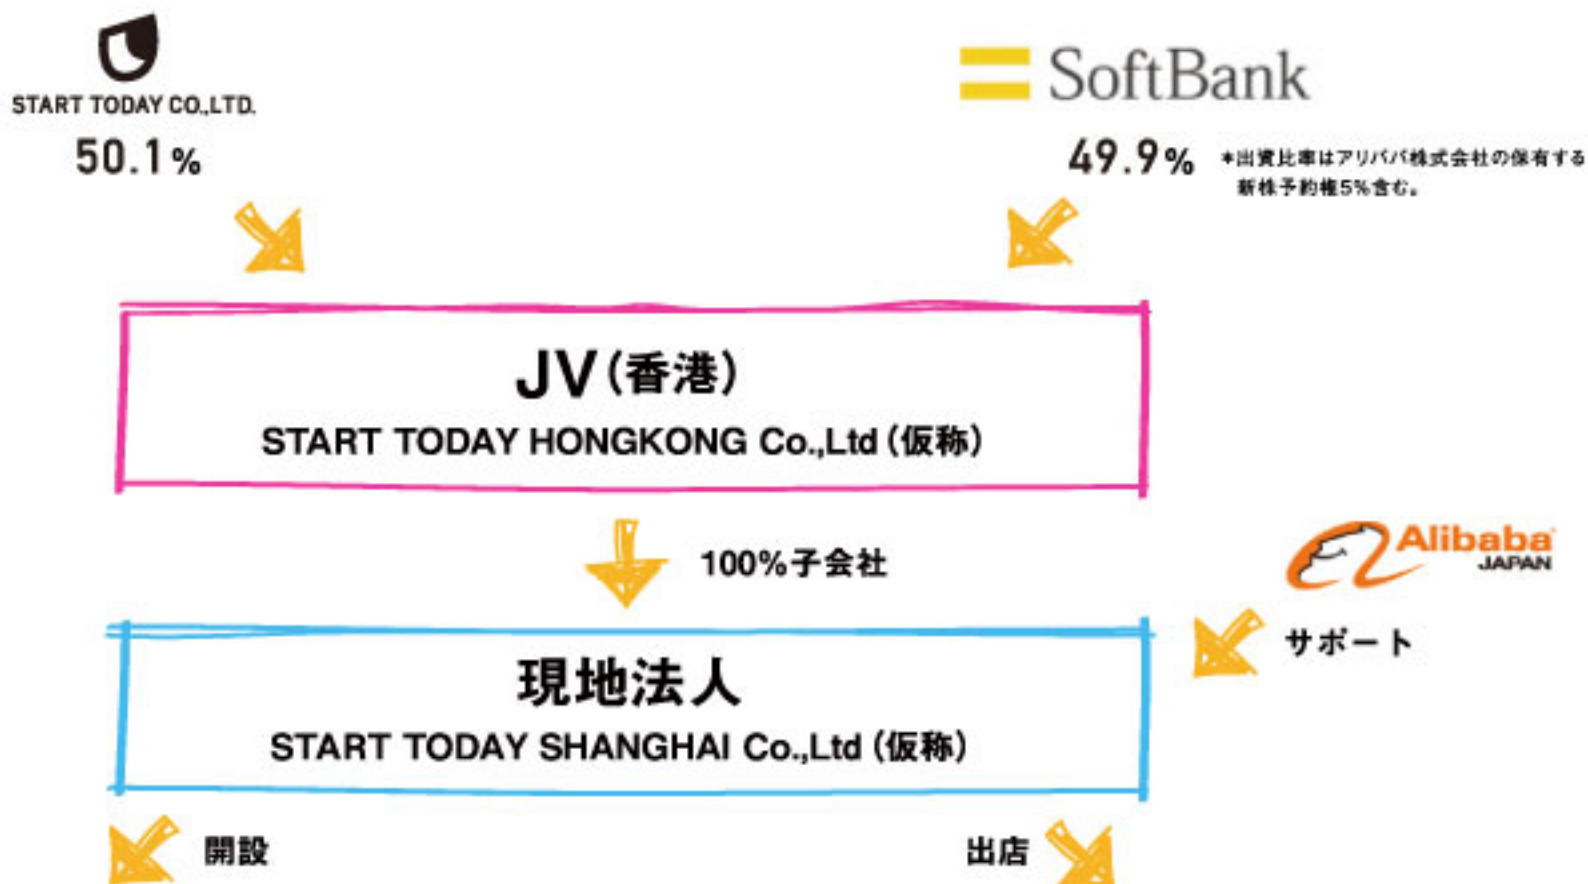 START TODAY CO.,LTD.
50.1%
SoftBank
49.9%
*出資比率はアリババ株式会社の保有する
新株予約権5%含む。
JV(香港)
START TODAY HONGKONG Co.,Ltd(仮称)
100%子会社
Alibaba
JAPAN
サポート
現地法人
START TODAY SHANGHAI Co.,Ltd(仮称)
開設
出店